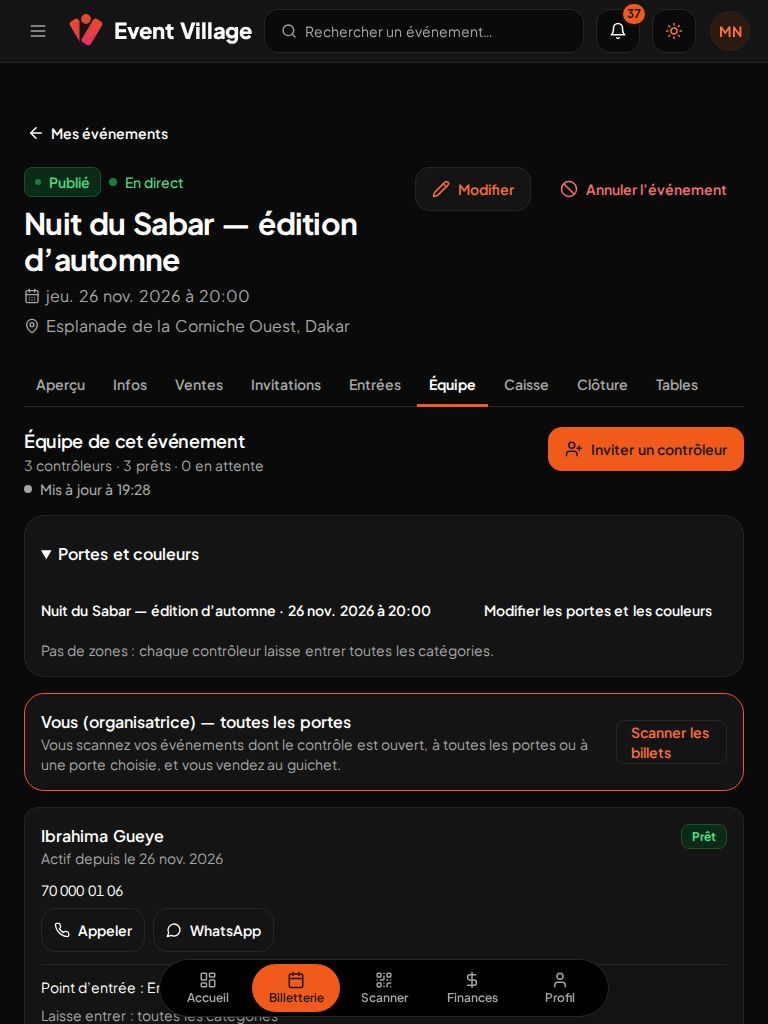 Event Village
Rechercher un événement…
37
MN
Mes événements
Publié
En direct
Modifier
Annuler l’événement
Nuit du Sabar — édition
d’automne
jeu. 26 nov. 2026 à 20:00
Esplanade de la Corniche Ouest, Dakar
Aperçu
Infos
Ventes
Invitations
Entrées
Équipe
Caisse
Clôture
Tables
Équipe de cet événement
Inviter un contrôleur
3 contrôleurs · 3 prêts · 0 en attente
Mis à jour à 19:28
Portes et couleurs
Nuit du Sabar — édition d’automne · 26 nov. 2026 à 20:00
Modifier les portes et les couleurs
Pas de zones : chaque contrôleur laisse entrer toutes les catégories.
Vous (organisatrice) — toutes les portes
Vous scannez vos événements dont le contrôle est ouvert, à toutes les portes ou à
une porte choisie, et vous vendez au guichet.
Scanner les
billets
Ibrahima Gueye
Prêt
Actif depuis le 26 nov. 2026
70 000 01 06
Appeler
WhatsApp
Point d’entrée :
Laisse entrer : toutes les catégories
Accueil
Billetterie
Scanner
Finances
Profil